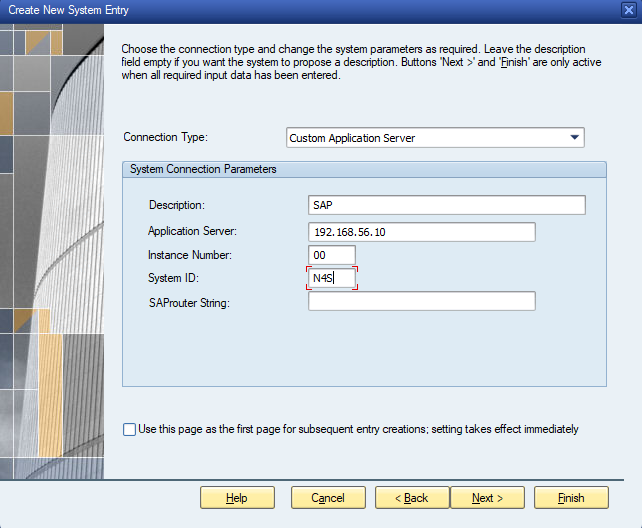 Create New System Entry
Choose the connection type and change the system parameters as required. Leave the description
field empty if you want the system to propose a description. Buttons 'Next >' and 'Finish' are only active
when all required input data has been entered.
Connection Type: Custom Application Server
System Connection Parameters
Description: SAP
Application Server: 192.168.56.10
Instance Number: 00
System ID: N4S
SAProuter String:
Use this page as the first page for subsequent entry creations; setting takes effect immediately
Help Cancel < Back Next > Finish